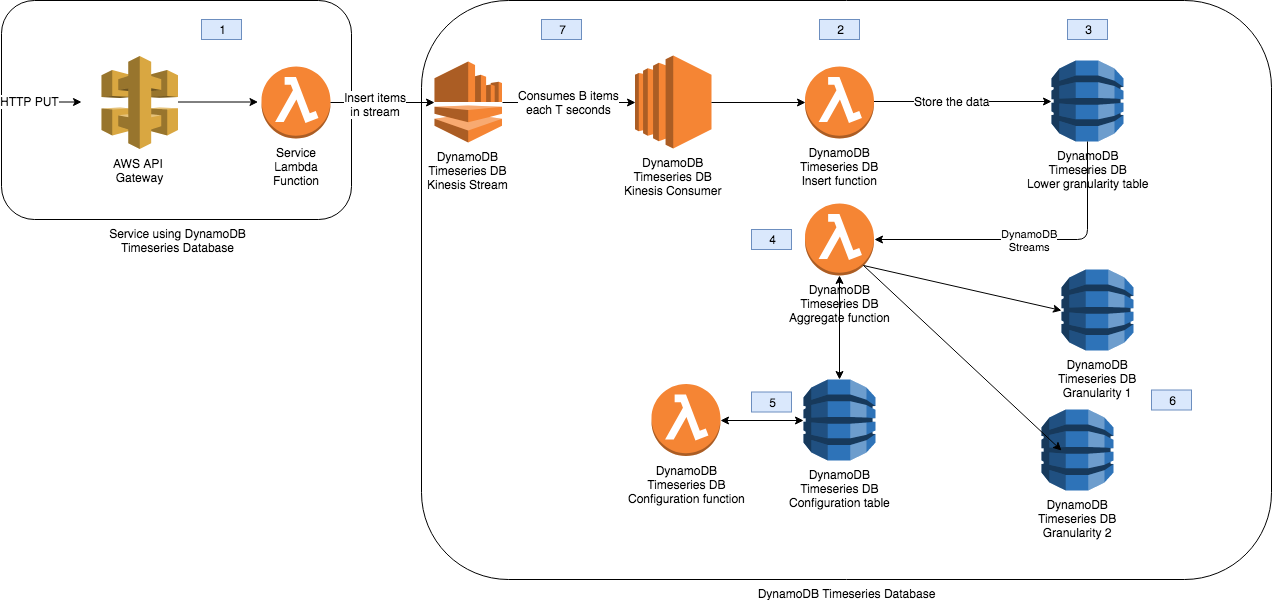 1
7
2
3
HTTP PUT
Insert items
in stream
Consumes B items
each T seconds
Store the data
AWS API
Gateway
Service
Lambda
Function
DynamoDB
Timeseries DB
Kinesis Stream
DynamoDB
Timeseries DB
Kinesis Consumer
DynamoDB
Timeseries DB
Insert function
DynamoDB
Timeseries DB
Lower granularity table
Service using DynamoDB
Timeseries Database
4
DynamoDB
Streams
DynamoDB
Timeseries DB
Aggregate function
DynamoDB
Timeseries DB
Granularity 1
5
6
DynamoDB
Timeseries DB
Configuration function
DynamoDB
Timeseries DB
Configuration table
DynamoDB
Timeseries DB
Granularity 2
DynamoDB Timeseries Database